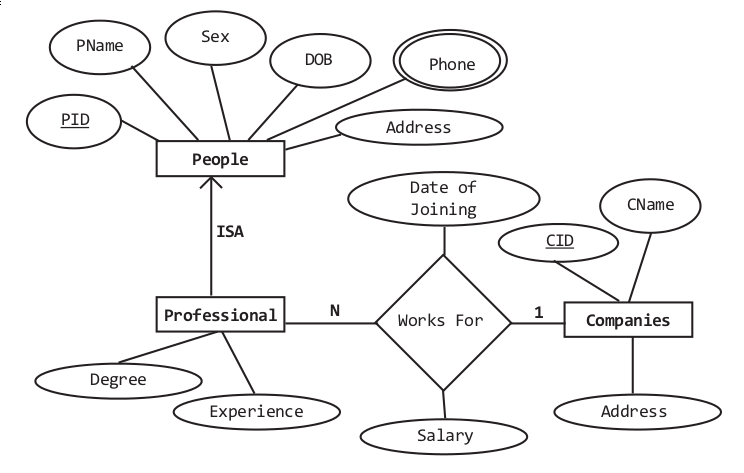 PName
Sex
DOB
Phone
PID
Address
People
ISA
Date of
Joining
CName
CID
Professional
N
Works For
1
Companies
Degree
Experience
Salary
Address